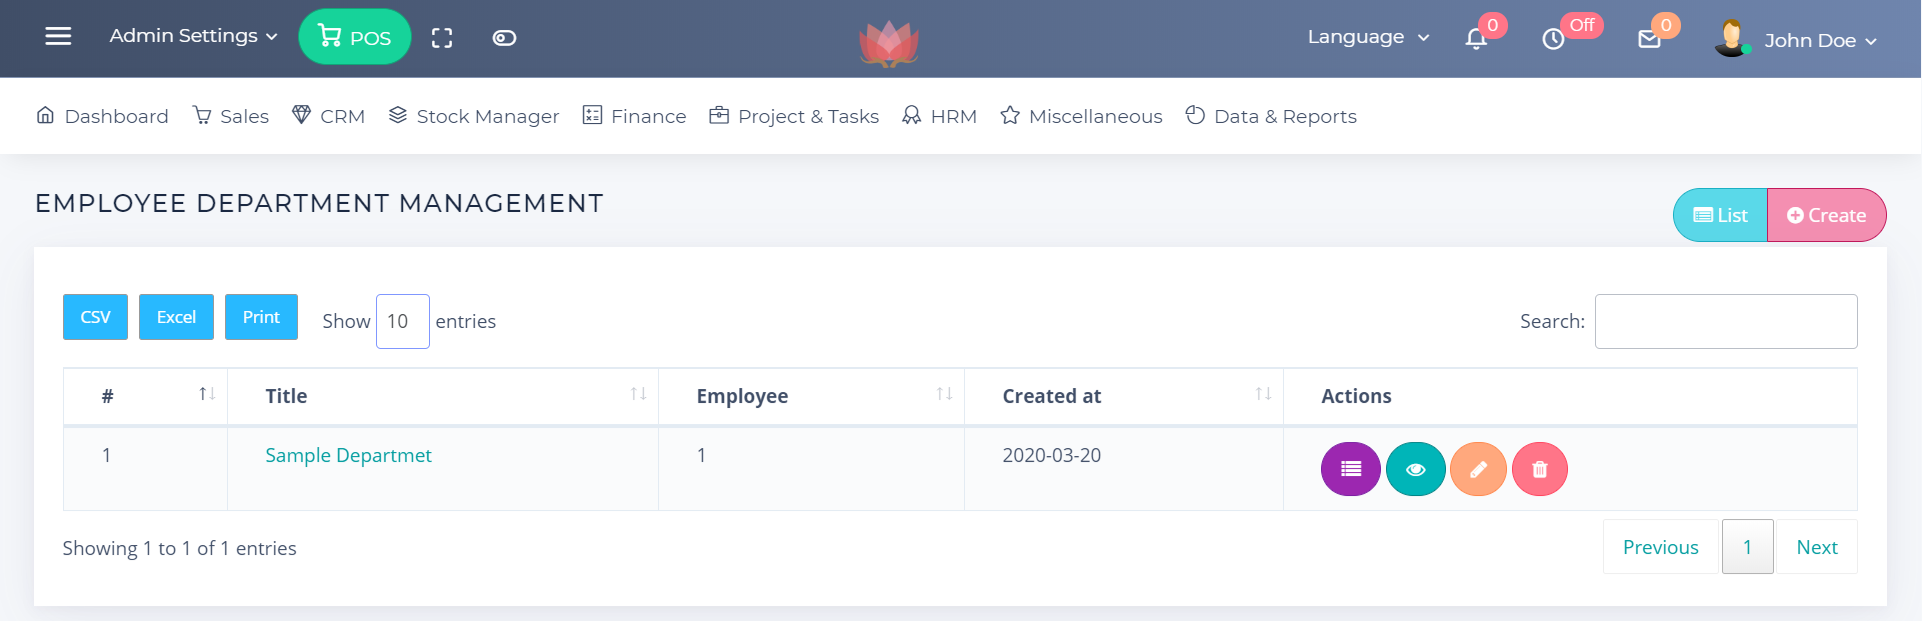 Admin Settings POS Language 0 Off 0 John Doe
Dashboard Sales CRM Stock Manager Finance Project & Tasks HRM Miscellaneous Data & Reports
EMPLOYEE DEPARTMENT MANAGEMENT
List Create
CSV Excel Print Show 10 entries Search:
# Title Employee Created at Actions
1 Sample Departmet 1 2020-03-20
Showing 1 to 1 of 1 entries Previous 1 Next